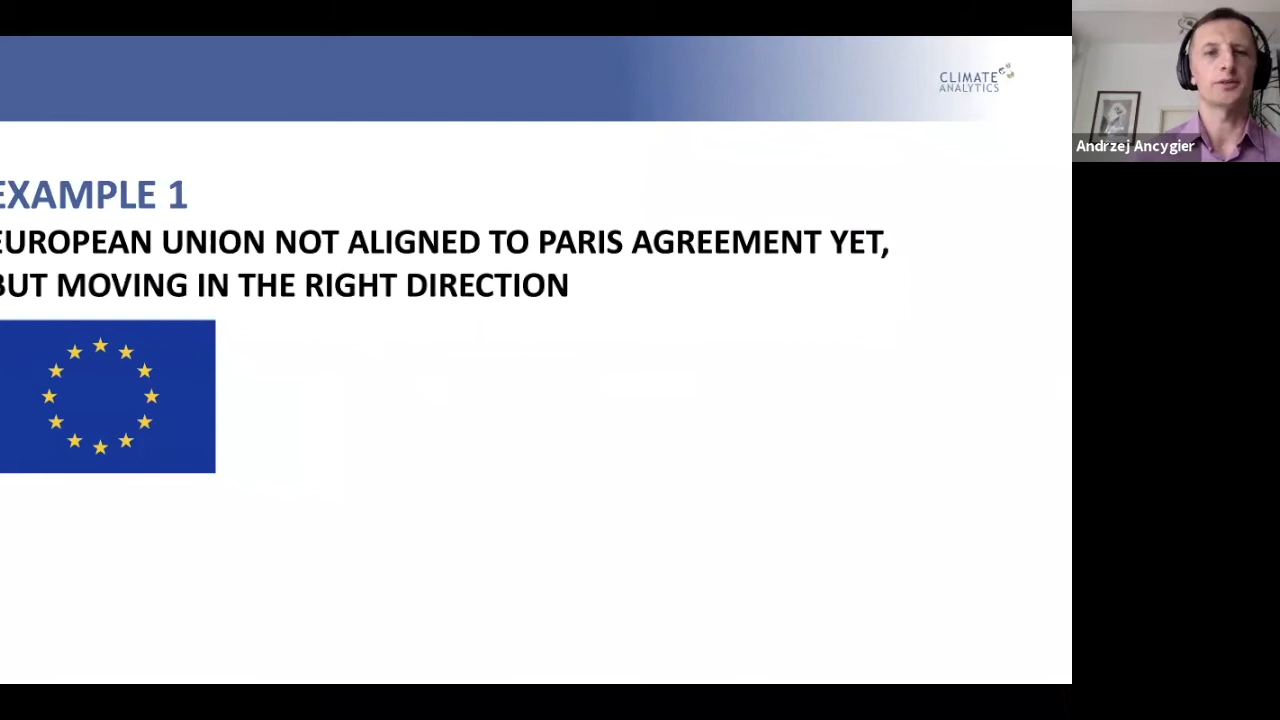 CLIMATE
ANALYTICS
Andrzej Ancygier
EXAMPLE 1
EUROPEAN UNION NOT ALIGNED TO PARIS AGREEMENT YET,
BUT MOVING IN THE RIGHT DIRECTION